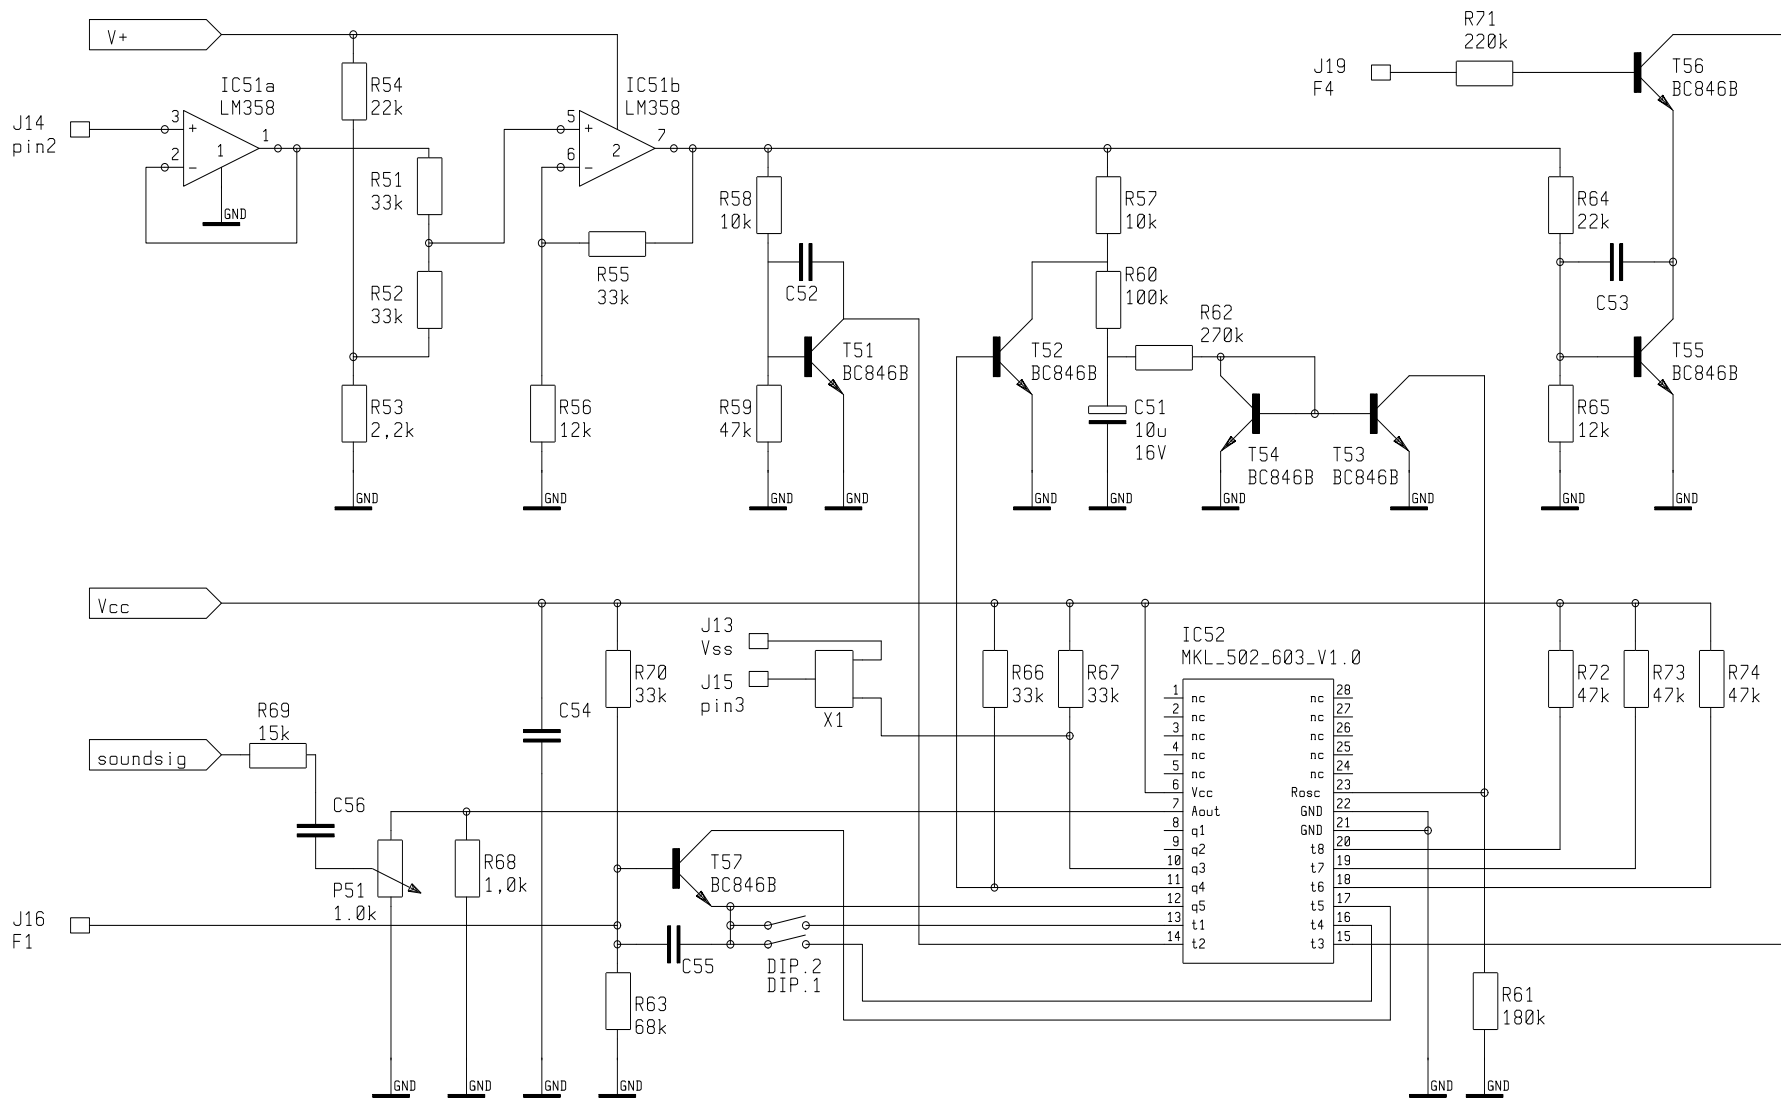 V+
J14
pin2
IC51a
LM358
3
2
+
-
1
1
GND
R54
22k
R51
33k
R52
33k
R53
2,2k
GND
IC51b
LM358
5
6
+
-
2
7
R55
33k
R56
12k
GND
R58
10k
C52
T51
BC846B
R59
47k
GND
GND
R57
10k
R60
100k
T52
BC846B
GND
C51
10u
16V
GND
R62
270k
T54
BC846B
GND
T53
BC846B
GND
J19
F4
R71
220k
T56
BC846B
R64
22k
C53
T55
BC846B
R65
12k
GND
GND
Vcc
R70
33k
C54
J13
Vss
J15
pin3
X1
R66
33k
R67
33k
IC52
MKL_502_603_V1.0
1 nc
2 nc
3 nc
4 nc
5 nc
6 Vcc
7 Aout
8 q1
9 q2
10 q3
11 q4
12 q5
13 t1
14 t2
nc 28
nc 27
nc 26
nc 25
nc 24
Rosc 23
GND 22
GND 21
t8 20
t7 19
t6 18
t5 17
t4 16
t3 15
R72
47k
R73
47k
R74
47k
soundsig
R69
15k
C56
P51
1.0k
R68
1,0k
T57
BC846B
J16
F1
C55
DIP.2
DIP.1
R63
68k
R61
180k
GND
GND
GND
GND
GND
GND